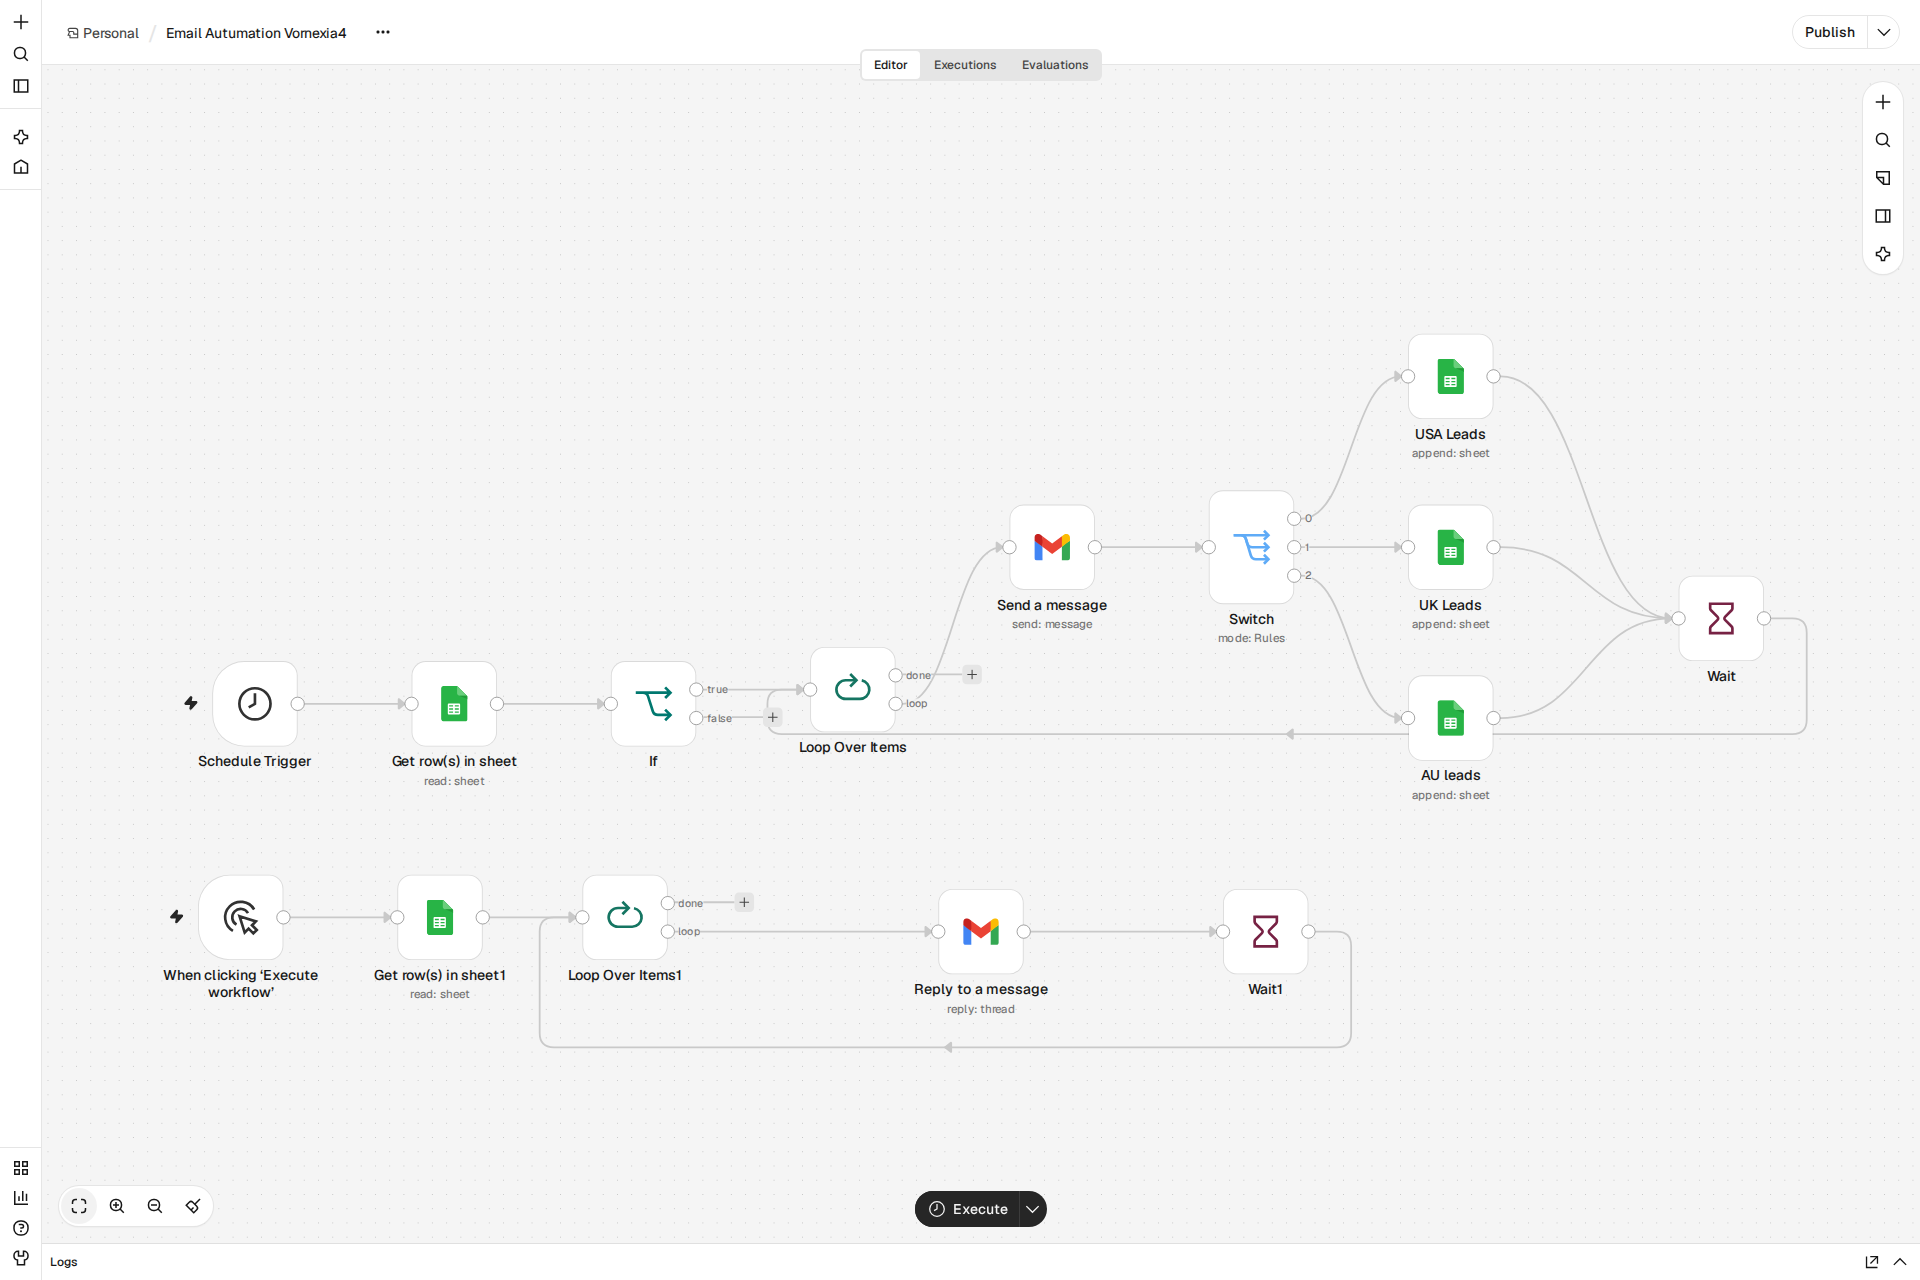 Personal / Email Automation Vornexia4 •••
Publish
Editor Executions Evaluations
USA Leads
append: sheet
Send a message
send: message
Switch
mode: Rules
0
1
2
UK Leads
append: sheet
Wait
Schedule Trigger
Get row(s) in sheet
read: sheet
If
true
false
Loop Over Items
done
loop
AU leads
append: sheet
When clicking ‘Execute
workflow’
Get row(s) in sheet1
read: sheet
Loop Over Items1
done
loop
Reply to a message
reply: thread
Wait1
Execute
Logs